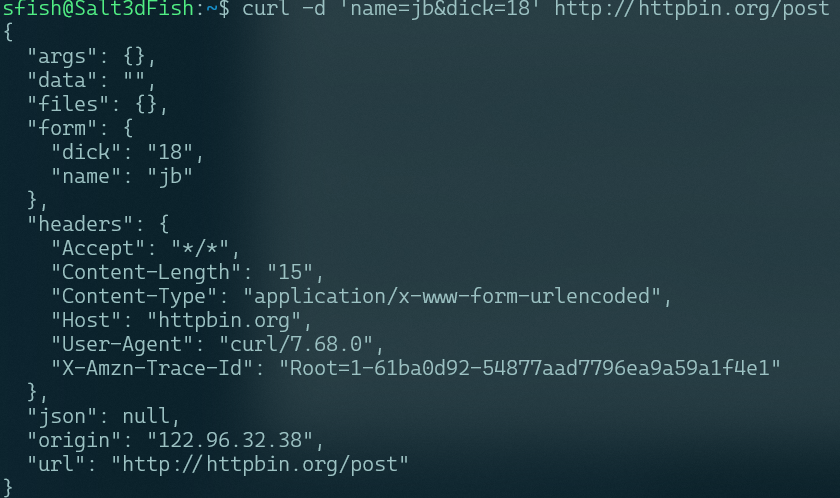 sfish@Salt3dFish:~$ curl -d 'name=jb&dick=18' http://httpbin.org/post
{
  "args": {},
  "data": "",
  "files": {},
  "form": {
    "dick": "18",
    "name": "jb"
  },
  "headers": {
    "Accept": "*/*",
    "Content-Length": "15",
    "Content-Type": "application/x-www-form-urlencoded",
    "Host": "httpbin.org",
    "User-Agent": "curl/7.68.0",
    "X-Amzn-Trace-Id": "Root=1-61ba0d92-54877aad7796ea9a59a1f4e1"
  },
  "json": null,
  "origin": "122.96.32.38",
  "url": "http://httpbin.org/post"
}